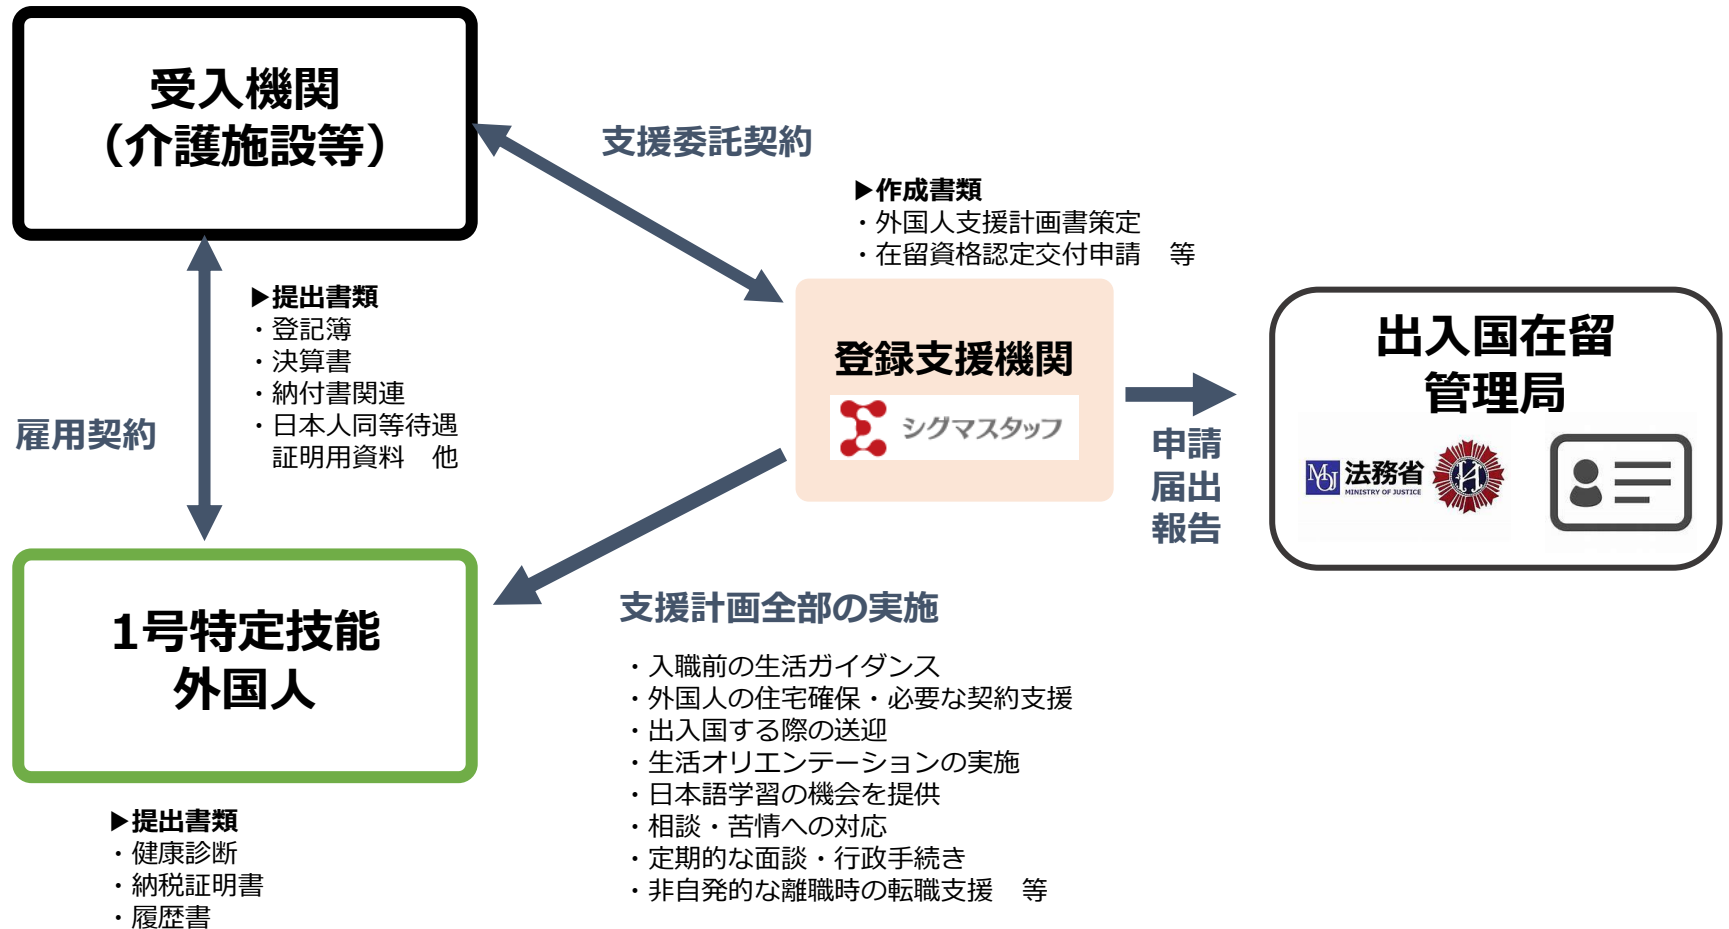 受入機関
（介護施設等）
支援委託契約
▶作成書類
・外国人支援計画書策定
・在留資格認定交付申請　等
▶提出書類
・登記簿
・決算書
・納付書関連
・日本人同等待遇
証明用資料　他
雇用契約
登録支援機関
シグマスタッフ
申請
届出
報告
出入国在留
管理局
MOJ 法務省
MINISTRY OF JUSTICE
1号特定技能
外国人
▶提出書類
・健康診断
・納税証明書
・履歴書
支援計画全部の実施
・入職前の生活ガイダンス
・外国人の住宅確保・必要な契約支援
・出入国する際の送迎
・生活オリエンテーションの実施
・日本語学習の機会を提供
・相談・苦情への対応
・定期的な面談・行政手続き
・非自発的な離職時の転職支援　等